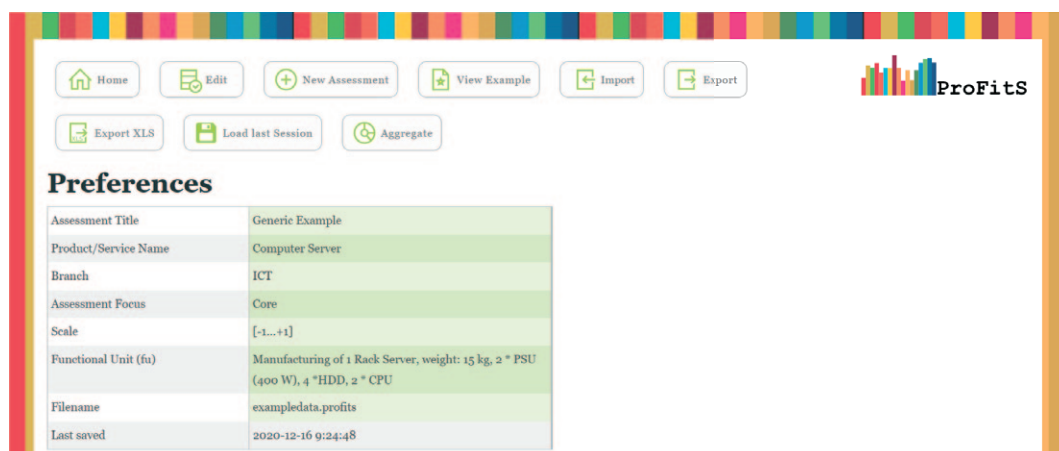 Home Edit New Assessment View Example Import Export
ProFitS
Export XLS Load last Session Aggregate
Preferences
Assessment Title Generic Example
Product/Service Name Computer Server
Branch ICT
Assessment Focus Core
Scale [-1...+1]
Functional Unit (fu) Manufacturing of 1 Rack Server, weight: 15 kg, 2 * PSU
(400 W), 4 *HDD, 2 * CPU
Filename exampledata.profits
Last saved 2020-12-16 9:24:48